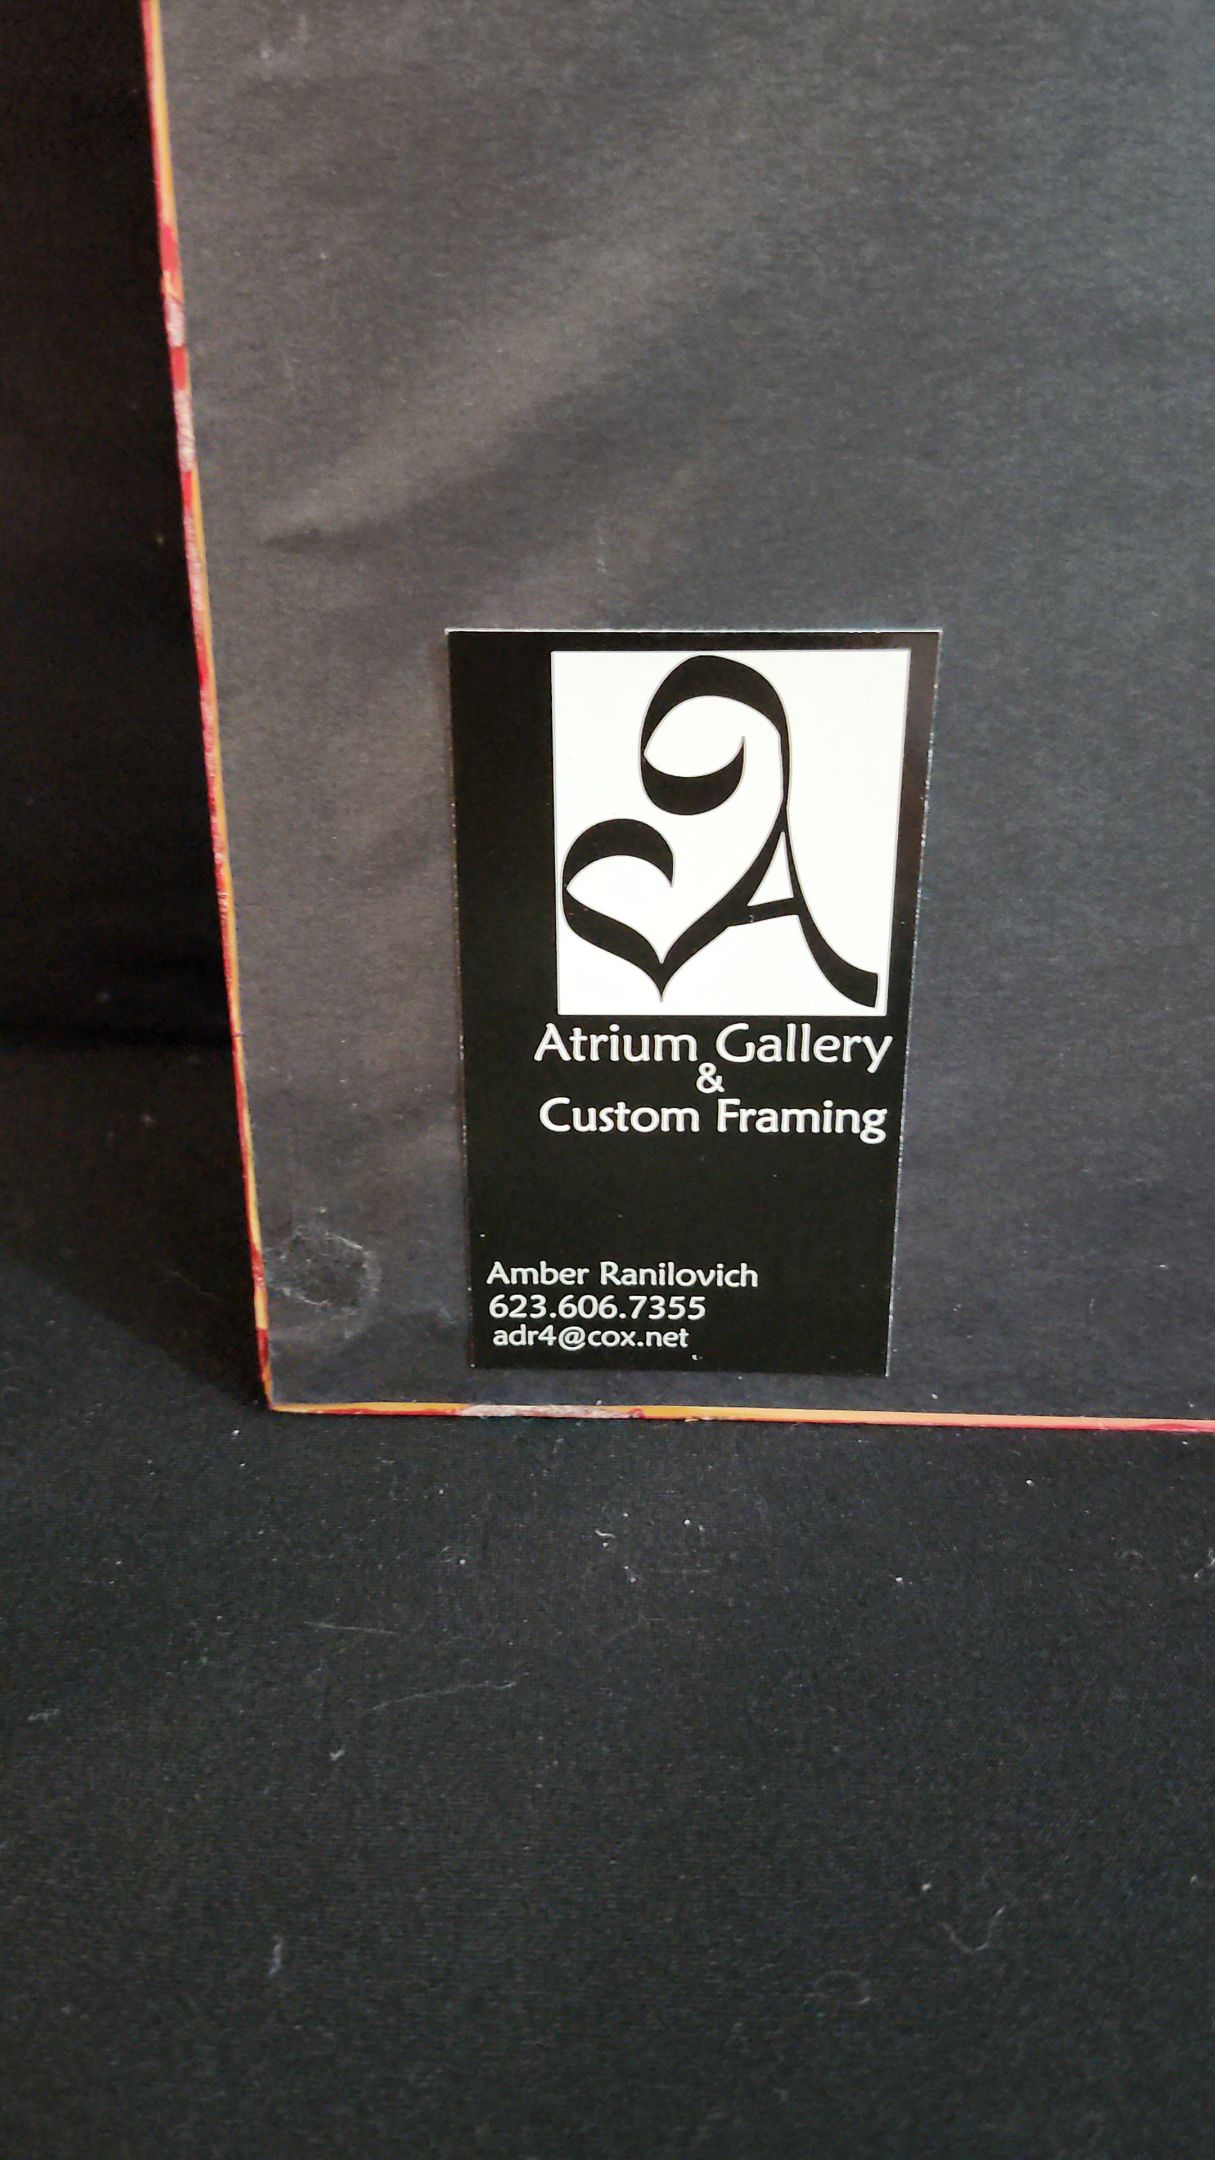 A
Atrium Gallery
&
Custom Framing
Amber Ranilovich
623.606.7355
adr4@cox.net